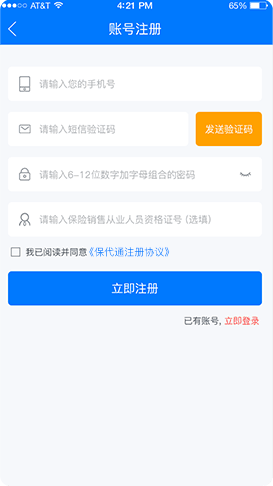 AT&T 4:21 PM 65%
账号注册
请输入您的手机号
请输入短信验证码 发送验证码
请输入6-12位数字加字母组合的密码
请输入保险销售从业人员资格证号 (选填)
我已阅读并同意《保代通注册协议》
立即注册
已有账号, 立即登录